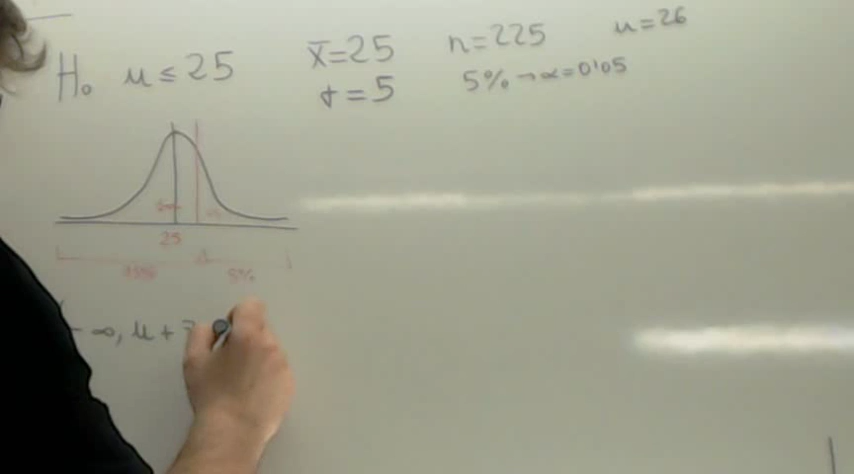 H₀ μ ≤ 25 x̄=25 n=225 μ=26
σ=5 5% → α=0'05
25
95% 5%
- ∞, μ +